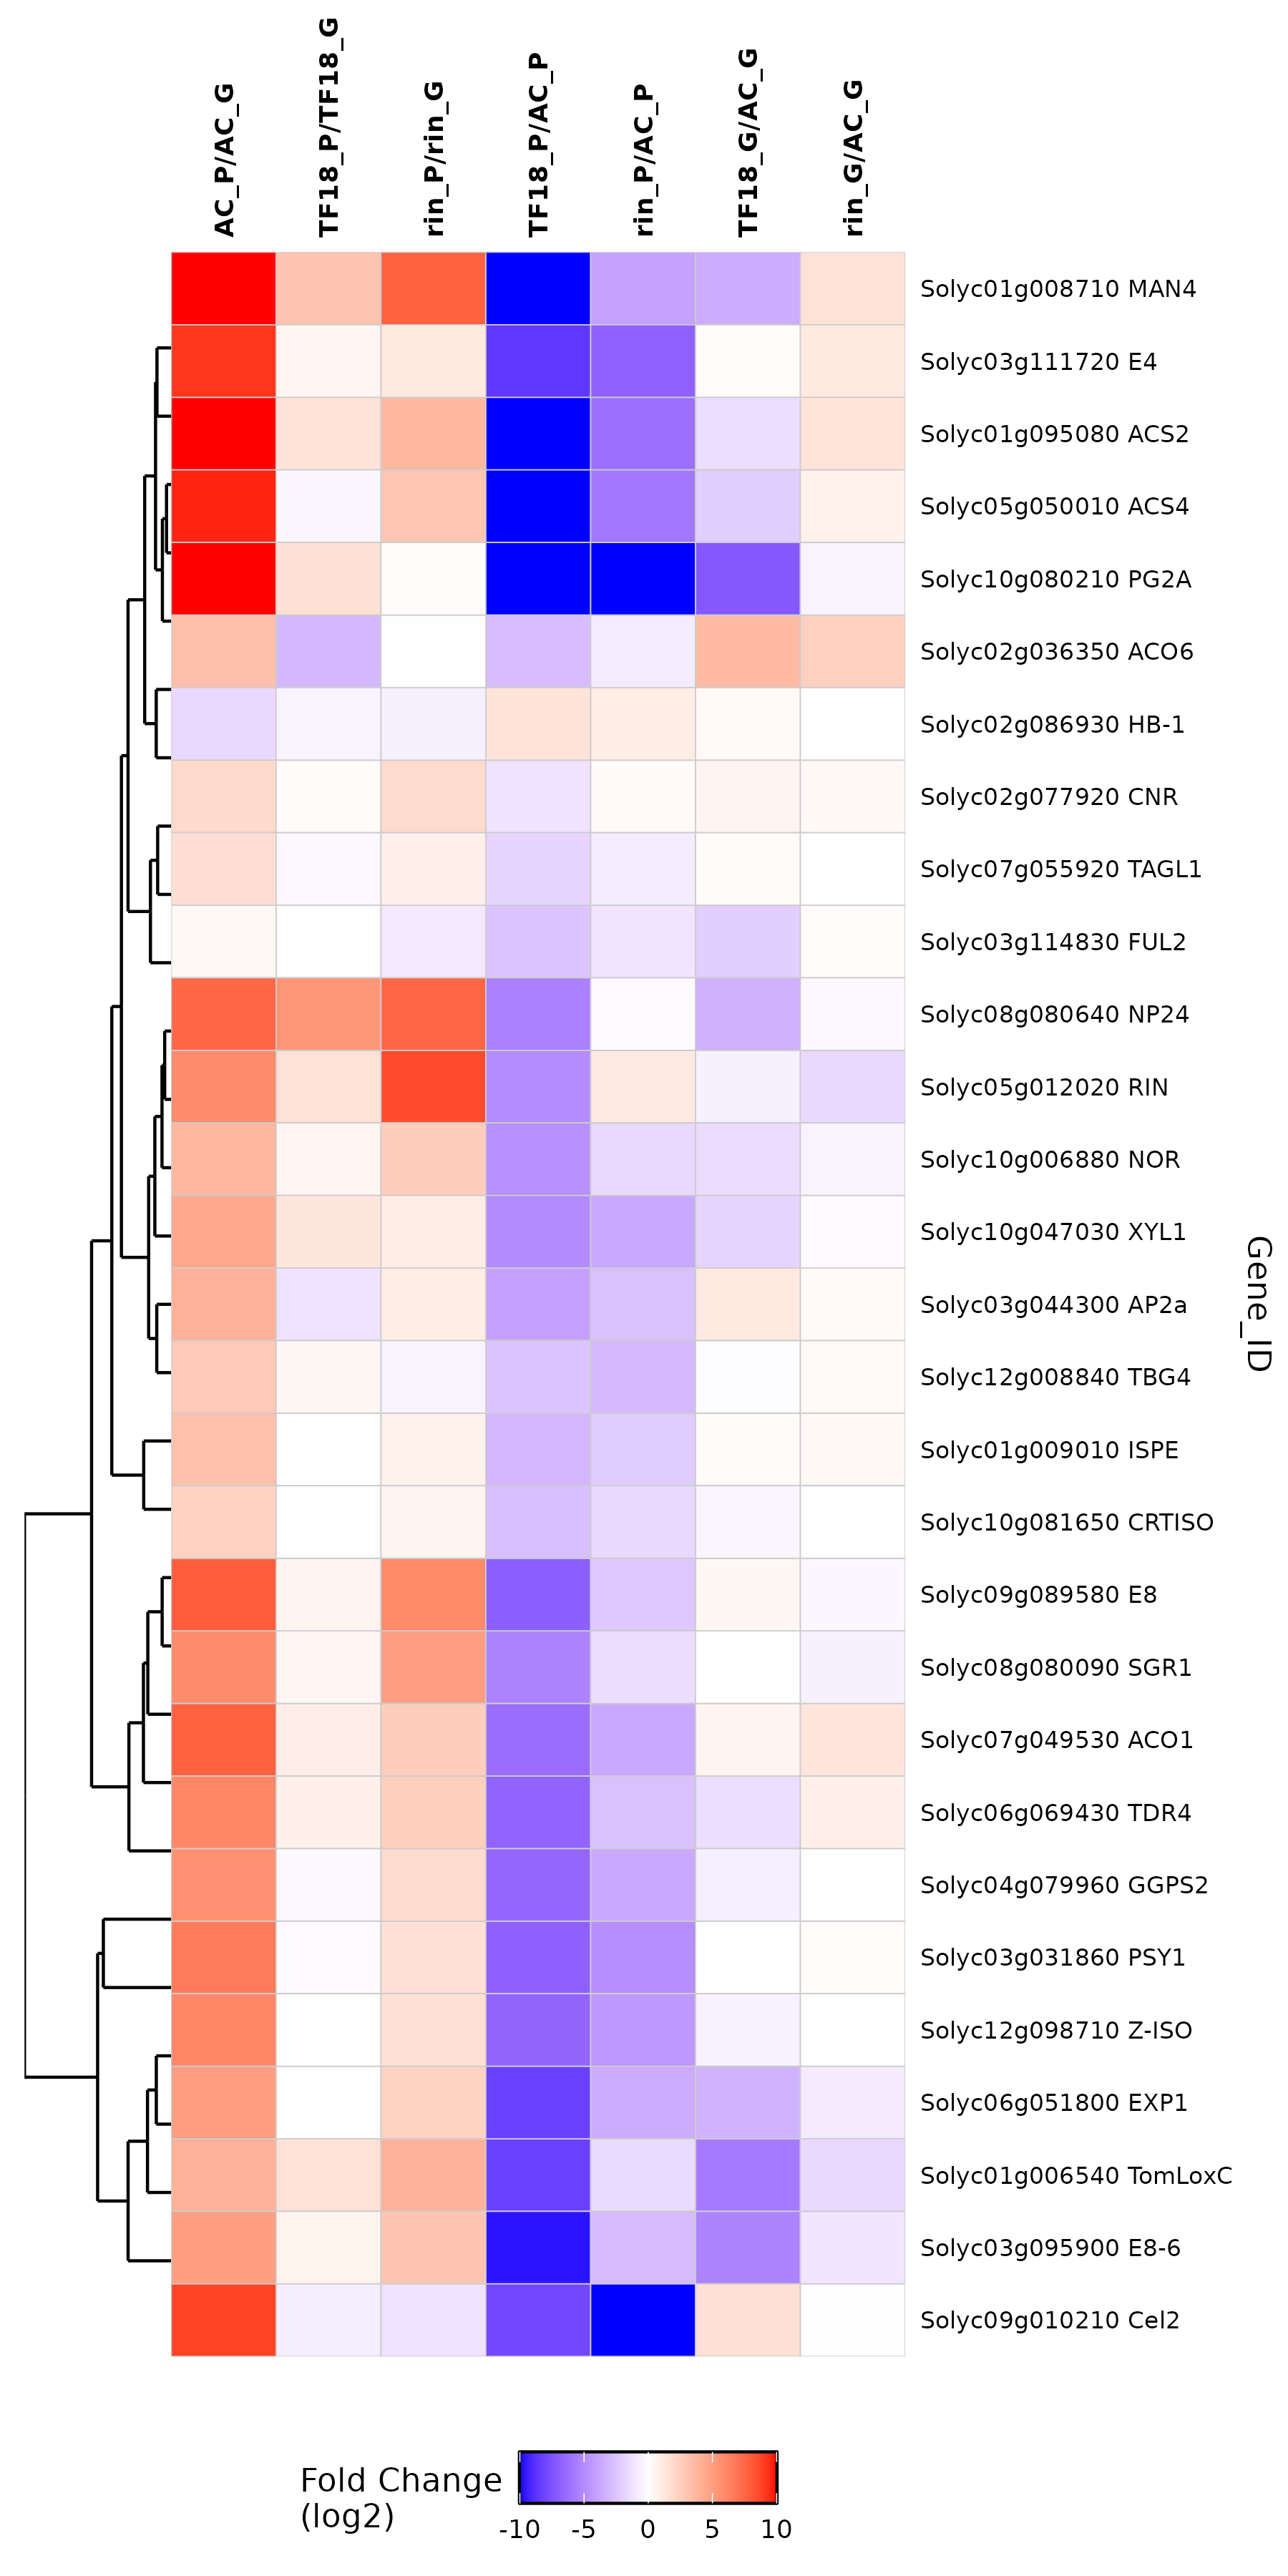 AC_P/AC_G
TF18_P/TF18_G
rin_P/rin_G
TF18_P/AC_P
rin_P/AC_P
TF18_G/AC_G
rin_G/AC_G
Solyc01g008710 MAN4
Solyc03g111720 E4
Solyc01g095080 ACS2
Solyc05g050010 ACS4
Solyc10g080210 PG2A
Solyc02g036350 ACO6
Solyc02g086930 HB-1
Solyc02g077920 CNR
Solyc07g055920 TAGL1
Solyc03g114830 FUL2
Solyc08g080640 NP24
Solyc05g012020 RIN
Solyc10g006880 NOR
Solyc10g047030 XYL1
Solyc03g044300 AP2a
Solyc12g008840 TBG4
Solyc01g009010 ISPE
Solyc10g081650 CRTISO
Solyc09g089580 E8
Solyc08g080090 SGR1
Solyc07g049530 ACO1
Solyc06g069430 TDR4
Solyc04g079960 GGPS2
Solyc03g031860 PSY1
Solyc12g098710 Z-ISO
Solyc06g051800 EXP1
Solyc01g006540 TomLoxC
Solyc03g095900 E8-6
Solyc09g010210 Cel2
Gene_ID
Fold Change
(log2)
-10 -5 0 5 10